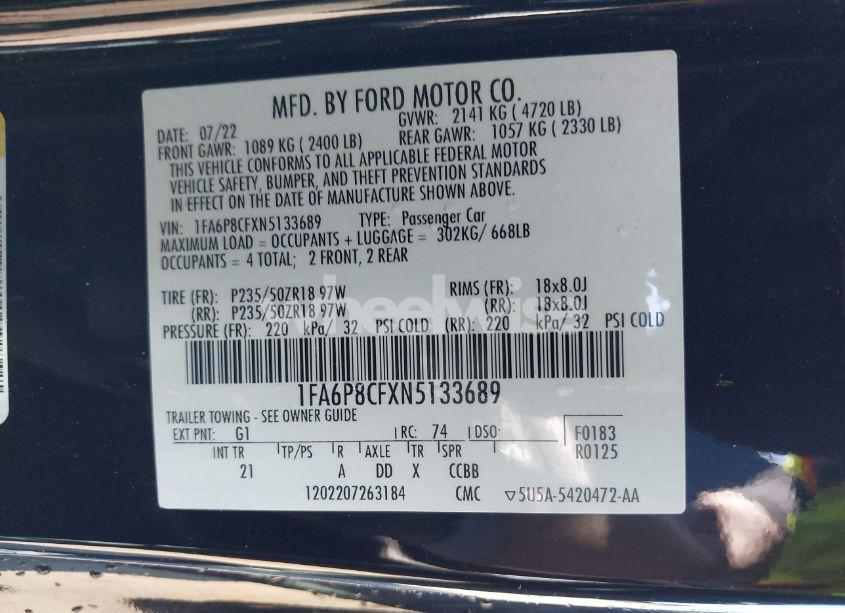 MFD. BY FORD MOTOR CO.
DATE: 07/22 GVWR: 2141 KG ( 4720 LB)
FRONT GAWR: 1089 KG ( 2400 LB) REAR GAWR: 1057 KG ( 2330 LB)
THIS VEHICLE CONFORMS TO ALL APPLICABLE FEDERAL MOTOR
VEHICLE SAFETY, BUMPER, AND THEFT PREVENTION STANDARDS
IN EFFECT ON THE DATE OF MANUFACTURE SHOWN ABOVE.
VIN: 1FA6P8CFXN5133689 TYPE: Passenger Car
MAXIMUM LOAD = OCCUPANTS + LUGGAGE = 302KG/ 668LB
OCCUPANTS = 4 TOTAL; 2 FRONT, 2 REAR
TIRE (FR): P235/50ZR18 97W RIMS (FR): 18x8.0J
(RR): P235/50ZR18 97W (RR): 18x8.0J
wheelwise
PRESSURE (FR): 220 kPa/ 32 PSI COLD (RR): 220 kPa/ 32 PSI COLD
1FA6P8CFXN5133689
TRAILER TOWING - SEE OWNER GUIDE
EXT PNT: G1 RC: 74 DSO: F0183
INT TR TP/PS R AXLE TR SPR R0125
21 A DD X CCBB
1202207263184 CMC ▽5U5A-5420472-AA